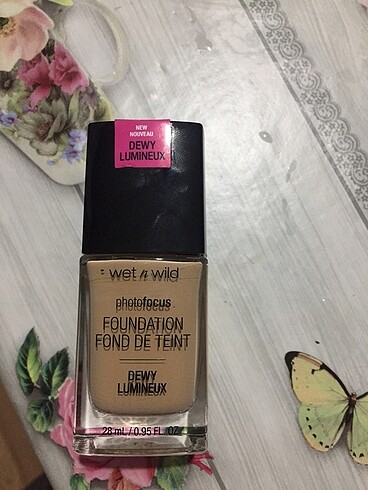 NEW
NOUVEAU
DEWY
LUMINEUX
wet n wild
photofocus
FOUNDATION
FOND DE TEINT
DEWY
LUMINEUX
28 mL / 0.95 FL. OZ.